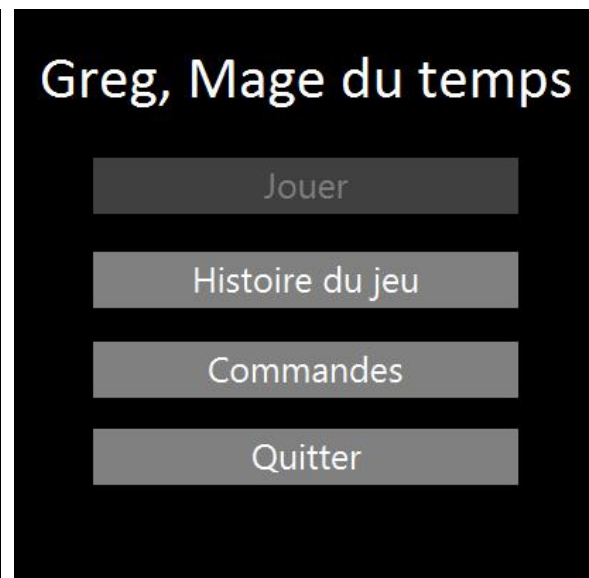 Greg, Mage du temps
Jouer
Histoire du jeu
Commandes
Quitter